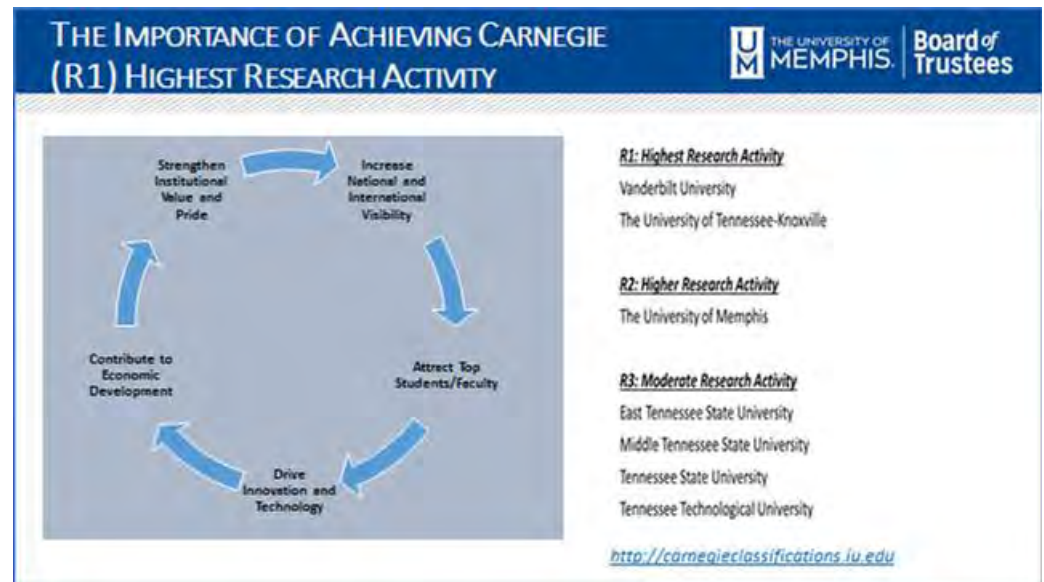 THE IMPORTANCE OF ACHIEVING CARNEGIE
(R1) HIGHEST RESEARCH ACTIVITY
UM
THE UNIVERSITY OF
MEMPHIS.
Board of
Trustees
Strengthen
Institutional
Value and
Pride
Increase
National and
International
Visibility
Attract Top
Students/Faculty
Drive
Innovation and
Technology
Contribute to
Economic
Development
R1: Highest Research Activity
Vanderbilt University
The University of Tennessee-Knoxville
R2: Higher Research Activity
The University of Memphis
R3: Moderate Research Activity
East Tennessee State University
Middle Tennessee State University
Tennessee State University
Tennessee Technological University
http://carnegieclassifications.iu.edu